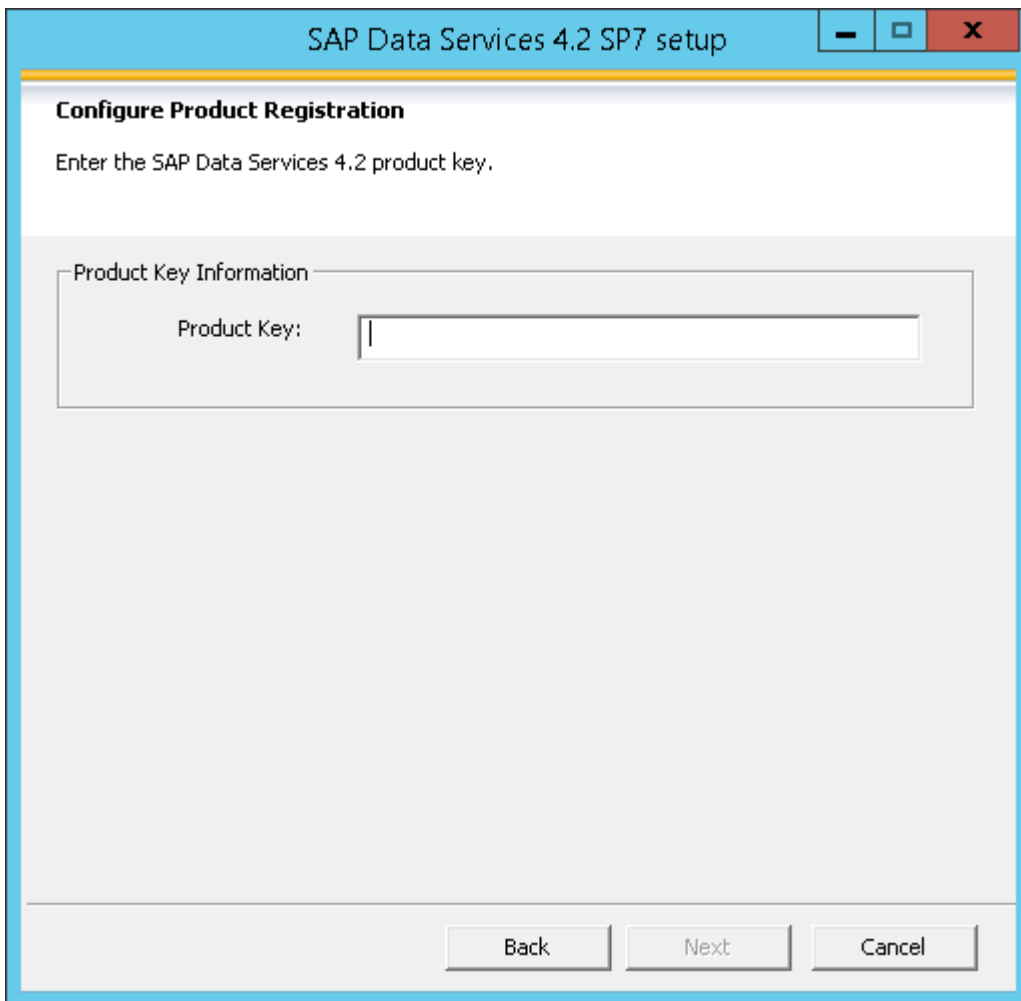 SAP Data Services 4.2 SP7 setup
Configure Product Registration
Enter the SAP Data Services 4.2 product key.
Product Key Information
Product Key:
Back Next Cancel